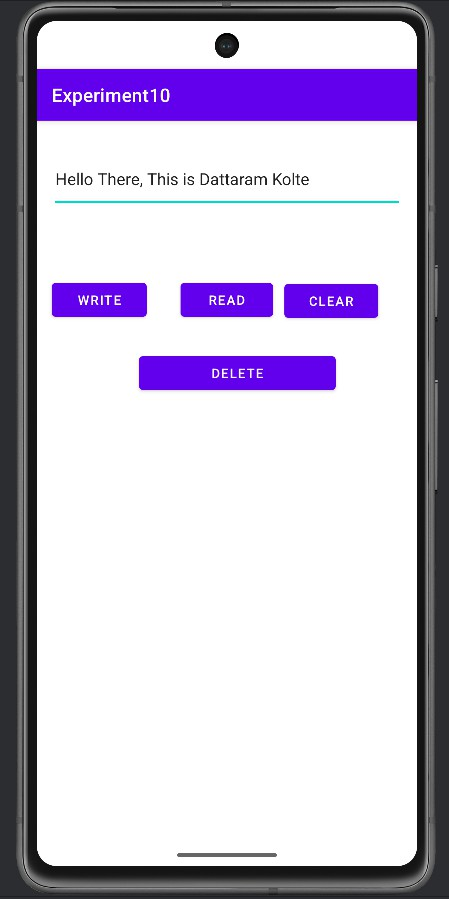 Experiment10
Hello There, This is Dattaram Kolte
WRITE READ CLEAR
DELETE